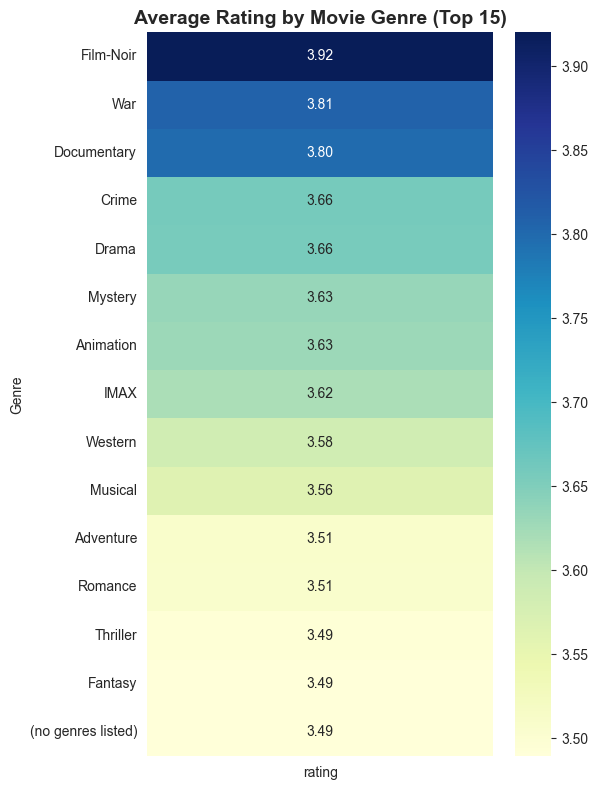 Average Rating by Movie Genre (Top 15)
Genre
Film-Noir 3.92
War 3.81
Documentary 3.80
Crime 3.66
Drama 3.66
Mystery 3.63
Animation 3.63
IMAX 3.62
Western 3.58
Musical 3.56
Adventure 3.51
Romance 3.51
Thriller 3.49
Fantasy 3.49
(no genres listed) 3.49
rating
3.90
3.85
3.80
3.75
3.70
3.65
3.60
3.55
3.50